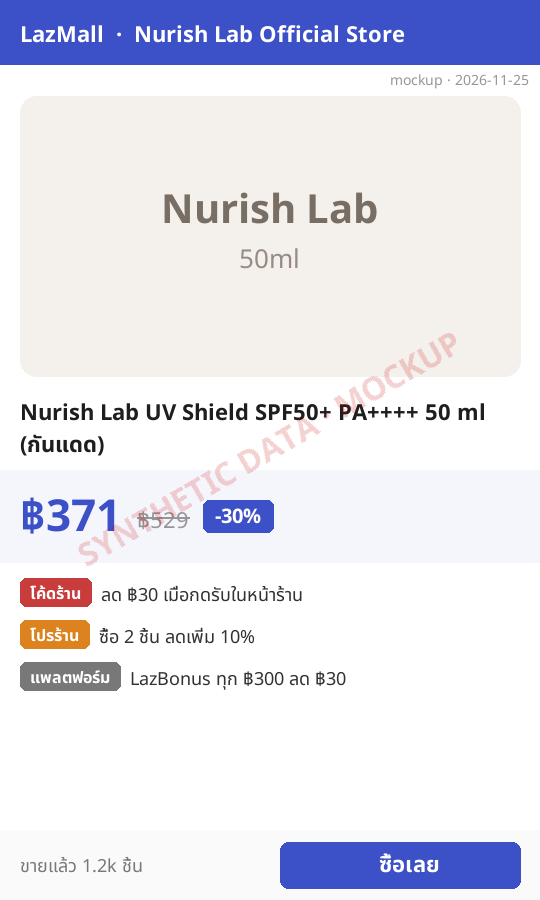 LazMall · Nurish Lab Official Store
mockup · 2026-11-25
Nurish Lab
50ml
Nurish Lab UV Shield SPF50+ PA++++ 50 ml
(กันแดด)
฿371 ฿529 -30%
SYNTHETIC DATA · MOCKUP
โค้ดร้าน ลด ฿30 เมื่อกดรับในหน้าร้าน
โปรร้าน ซื้อ 2 ชิ้น ลดเพิ่ม 10%
แพลตฟอร์ม LazBonus ทุก ฿300 ลด ฿30
ขายแล้ว 1.2k ชิ้น ซื้อเลย